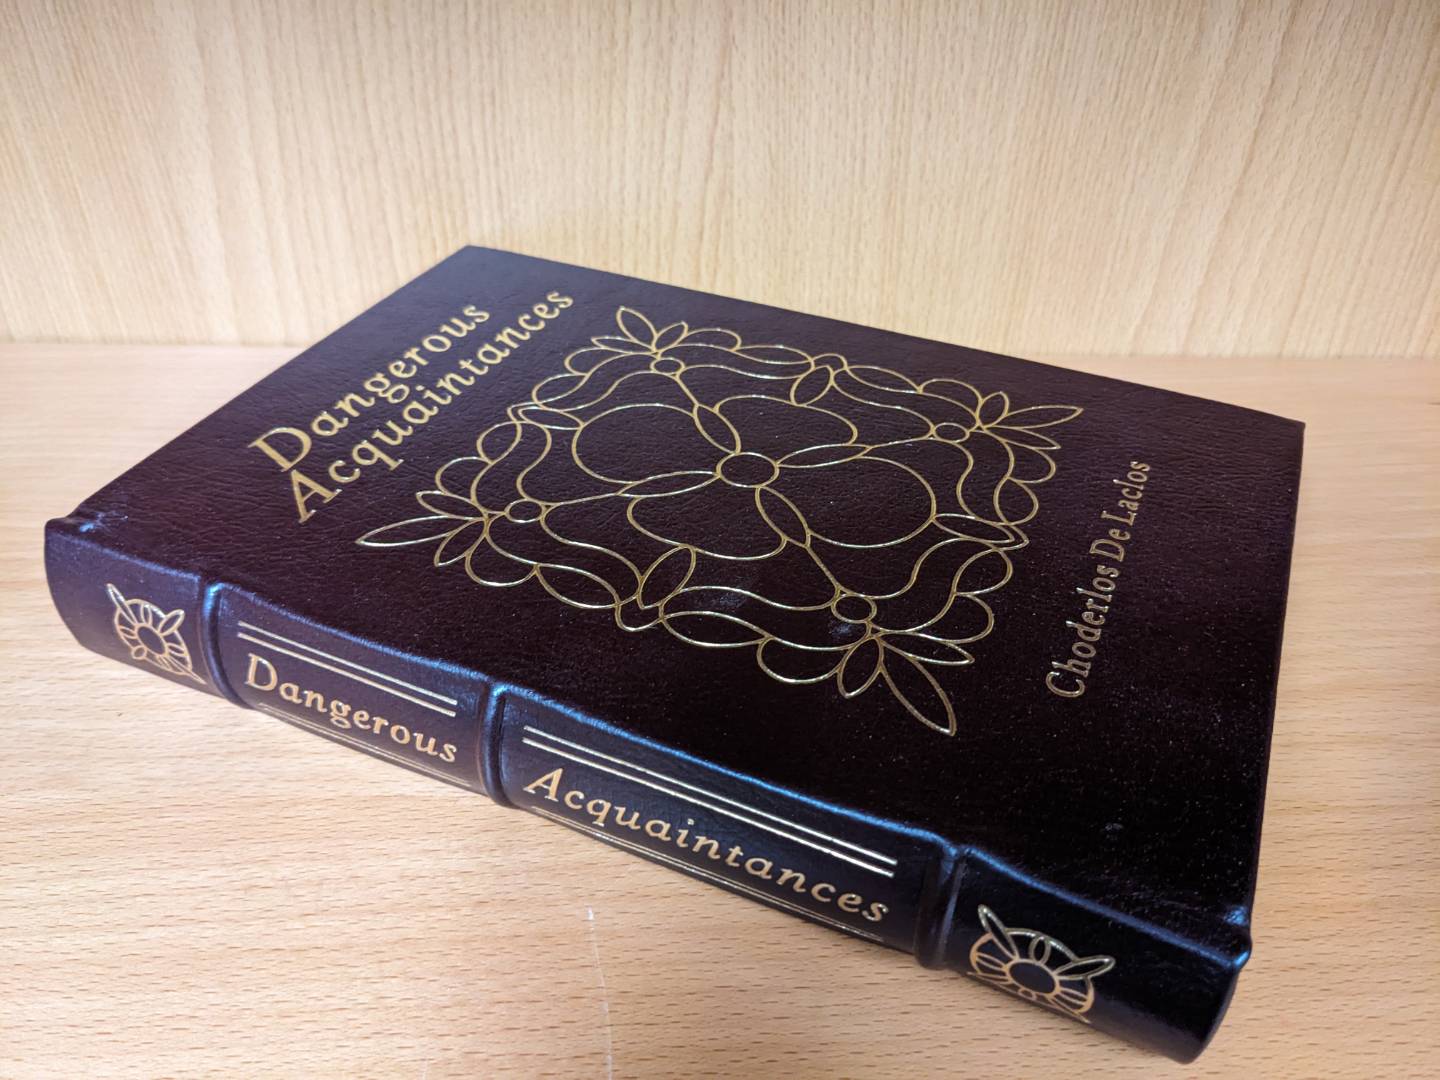 Dangerous
Acquaintances
Choderlos De Laclos
Dangerous
Acquaintances